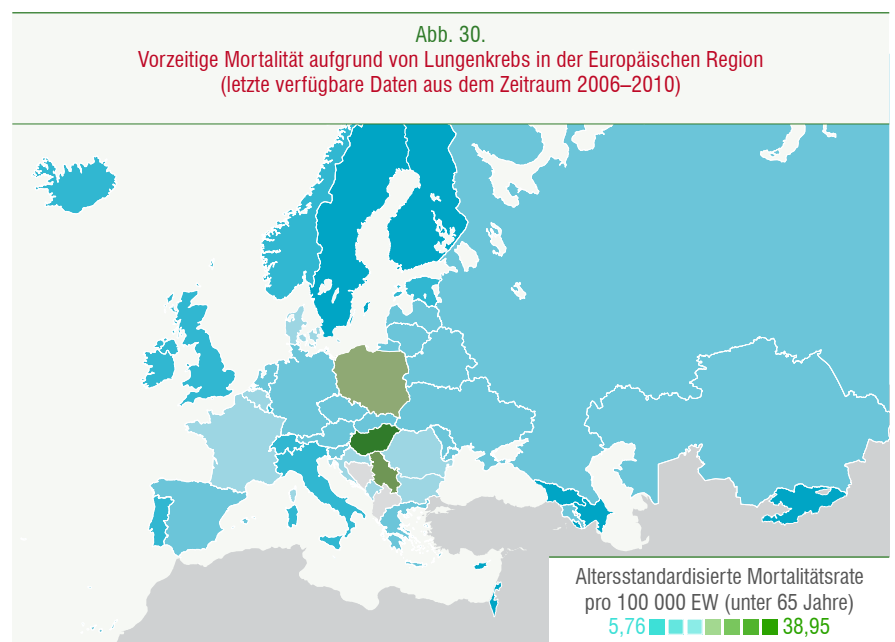 Abb. 30.
Vorzeitige Mortalität aufgrund von Lungenkrebs in der Europäischen Region
(letzte verfügbare Daten aus dem Zeitraum 2006–2010)
Altersstandardisierte Mortalitätsrate
pro 100 000 EW (unter 65 Jahre)
5,76 38,95